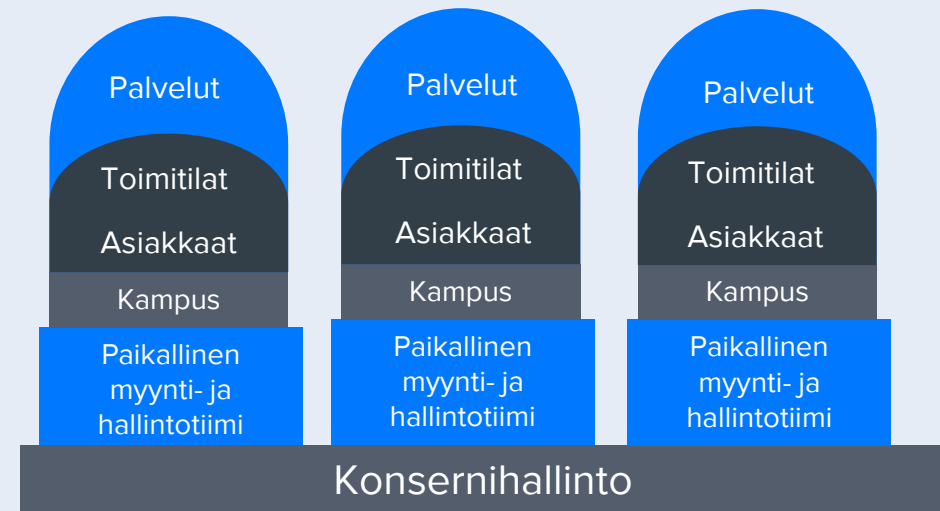 Palvelut
Toimitilat
Asiakkaat
Kampus
Paikallinen
myynti- ja
hallintotiimi
Palvelut
Toimitilat
Asiakkaat
Kampus
Paikallinen
myynti- ja
hallintotiimi
Palvelut
Toimitilat
Asiakkaat
Kampus
Paikallinen
myynti- ja
hallintotiimi
Konsernihallinto